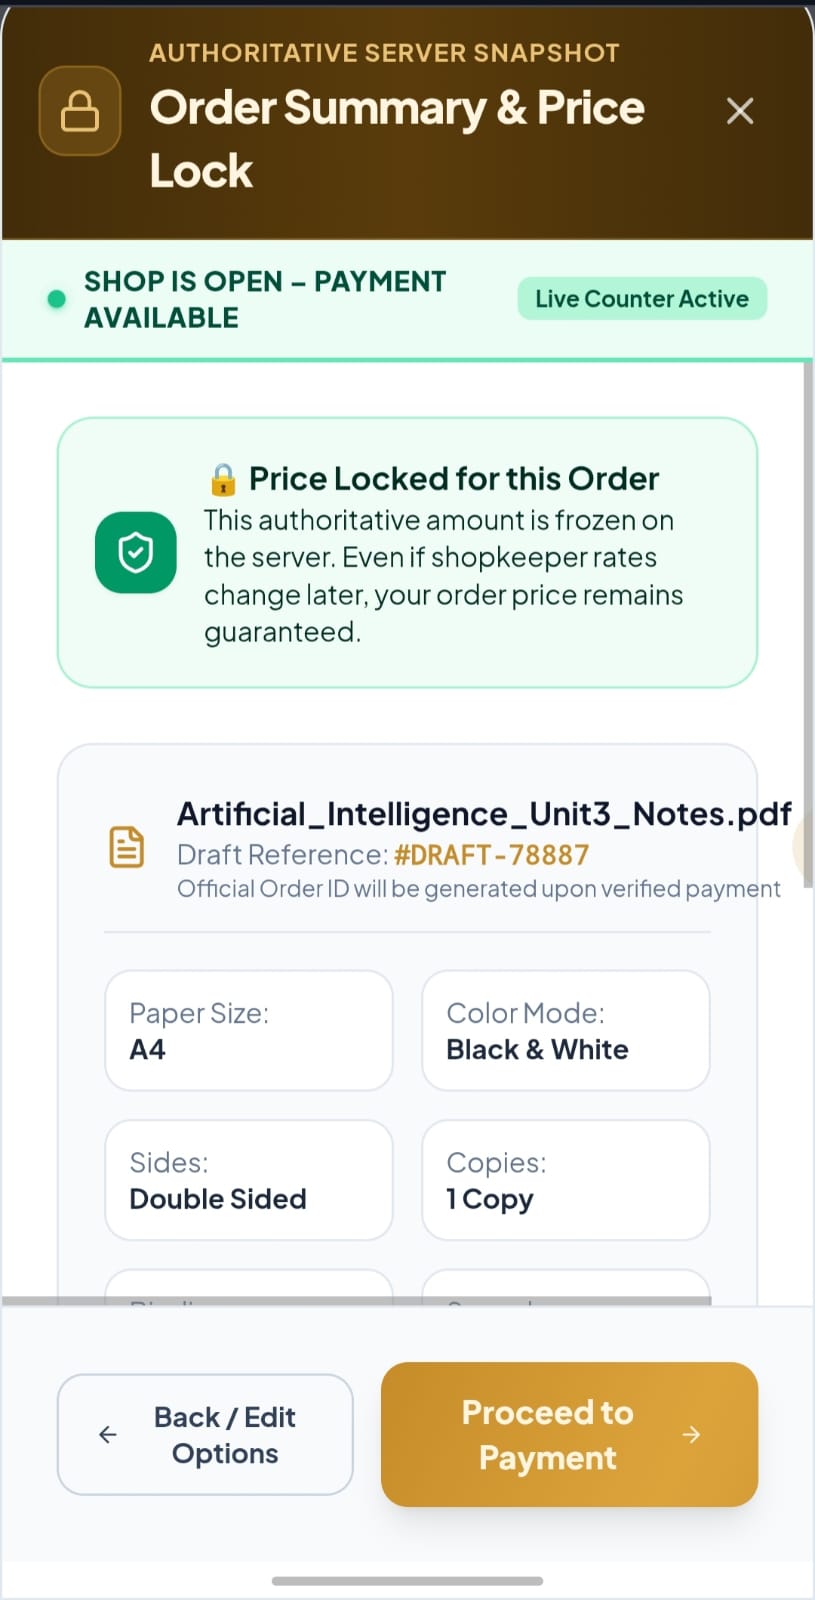 AUTHORITATIVE SERVER SNAPSHOT
Order Summary & Price
Lock
SHOP IS OPEN – PAYMENT
AVAILABLE
Live Counter Active
🔒 Price Locked for this Order
This authoritative amount is frozen on
the server. Even if shopkeeper rates
change later, your order price remains
guaranteed.
Artificial_Intelligence_Unit3_Notes.pdf
Draft Reference: #DRAFT-78887
Official Order ID will be generated upon verified payment
Paper Size:
A4
Color Mode:
Black & White
Sides:
Double Sided
Copies:
1 Copy
← Back / Edit
Options
Proceed to →
Payment